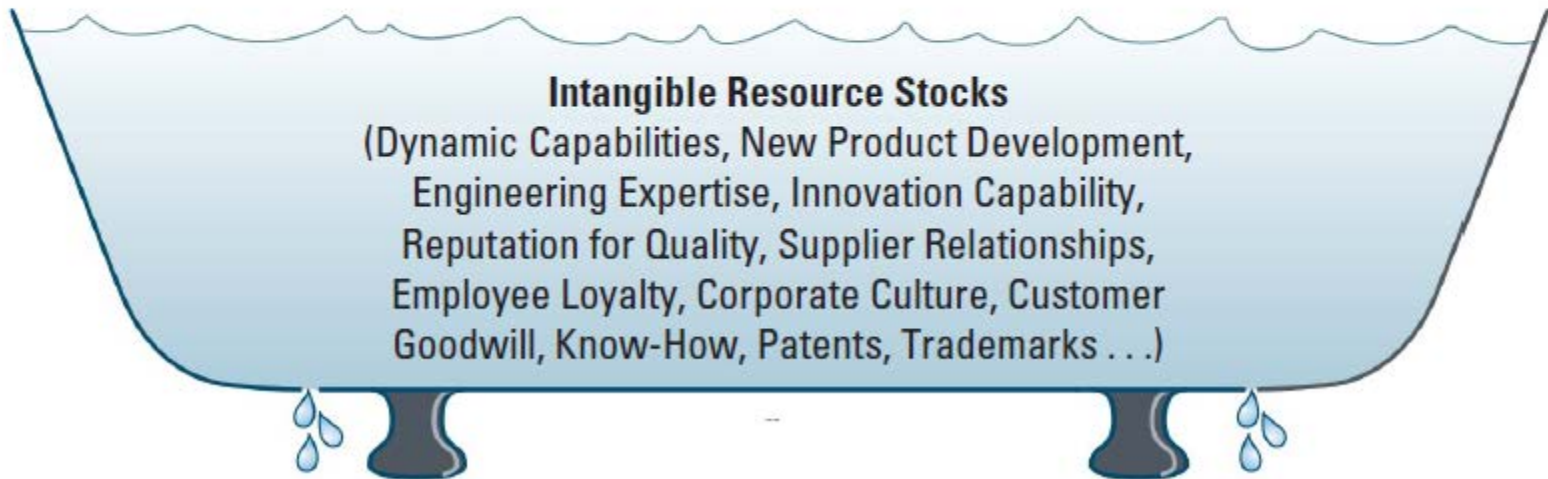 Intangible Resource Stocks
(Dynamic Capabilities, New Product Development,
Engineering Expertise, Innovation Capability,
Reputation for Quality, Supplier Relationships,
Employee Loyalty, Corporate Culture, Customer
Goodwill, Know-How, Patents, Trademarks . . .)